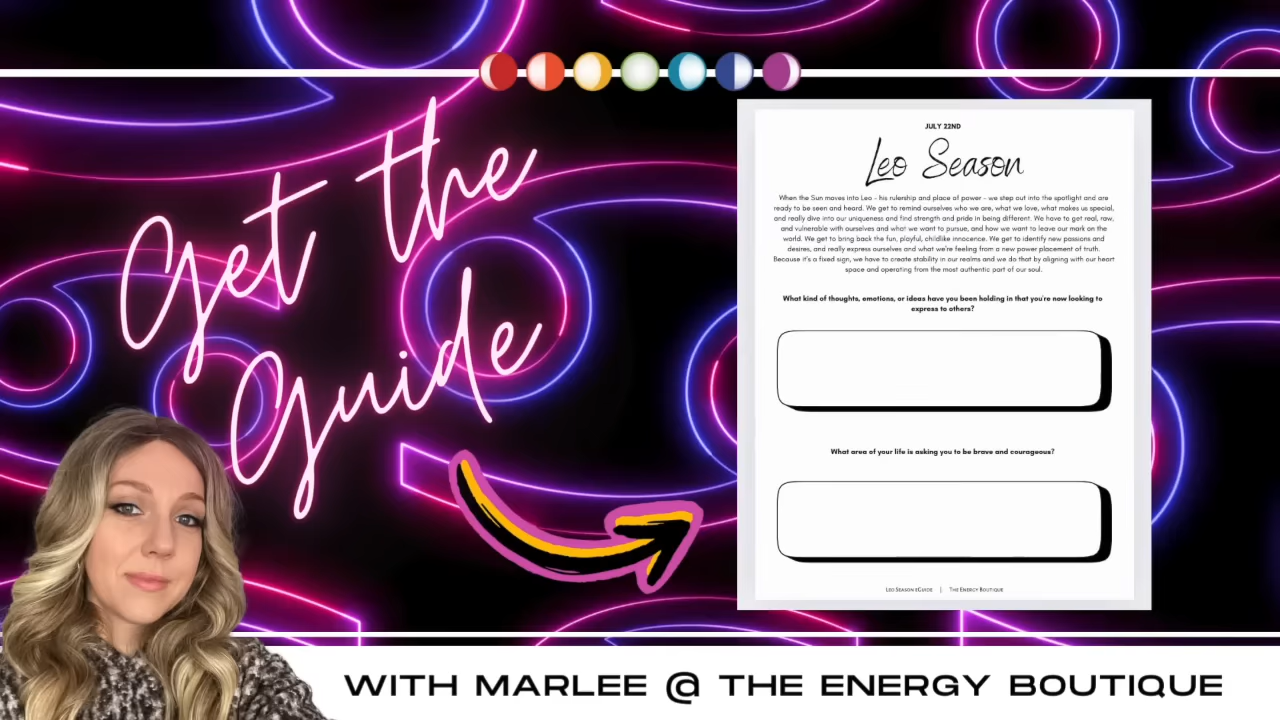 Get the
Guide
JULY 22ND
Leo Season
When the Sun moves into Leo - his rulership and place of power - we step out into the spotlight and are
ready to be seen and heard. We get to remind ourselves who we are, what we love, what makes us special,
and really dive into our uniqueness and find strength and pride in being different. We have to get real, raw,
and vulnerable with ourselves and what we want to pursue, and how we want to leave our mark on the
world. We get to bring back the fun, playful, childlike innocence. We get to identify new passions and
desires, and really express ourselves and what we're feeling from a new power placement of truth.
Because it's a fixed sign, we have to create stability in our realms and we do that by aligning with our heart
space and operating from the most authentic part of our soul.
What kind of thoughts, emotions, or ideas have you been holding in that you're now looking to
express to others?
What area of your life is asking you to be brave and courageous?
Leo Season eGuide | The Energy Boutique
WITH MARLEE @ THE ENERGY BOUTIQUE